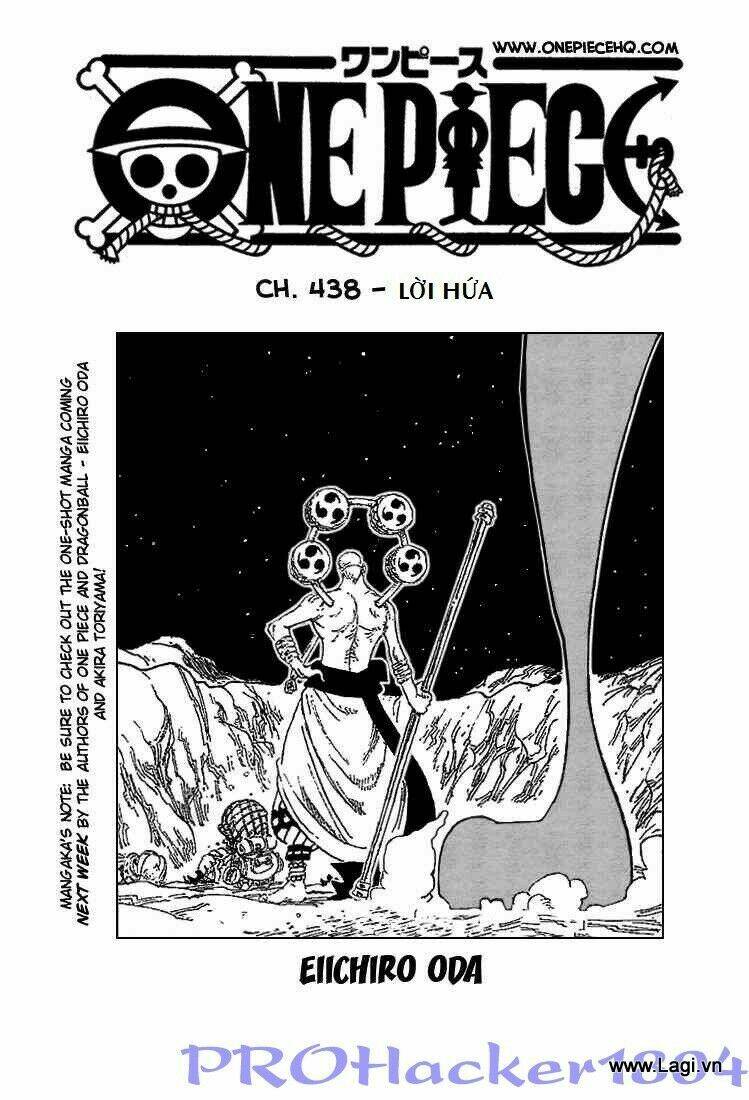 WWW.ONEPIECEHQ.COM
ワンピース
ONE PIECE
CH. 438 - LỜI HỨA
MANGAKA'S NOTE: BE SURE TO CHECK OUT THE ONE-SHOT MANGA COMING
NEXT WEEK BY THE AUTHORS OF ONE PIECE AND DRAGONBALL - EIICHIRO ODA
AND AKIRA TORIYAMA!
EIICHIRO ODA
PROHacker1804
www.Lagi.vn